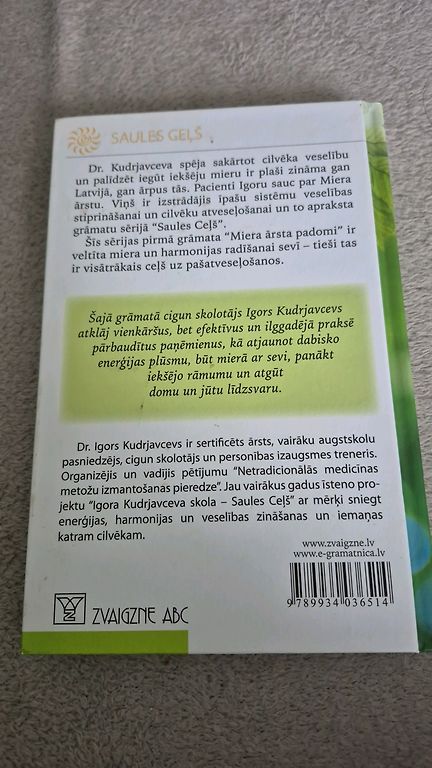 SAULES CEĻŠ
Dr. Kudrjavceva spēja sakārtot cilvēka veselību
un palīdzēt iegūt iekšēju mieru ir plaši zināma gan
Latvijā, gan ārpus tās. Pacienti Igoru sauc par Miera
ārstu. Viņš ir izstrādājis īpašu sistēmu veselības
stiprināšanai un cilvēku atveseļošanai un to apraksta
grāmatu sērijā “Saules Ceļš”.
Šīs sērijas pirmā grāmata “Miera ārsta padomi” ir
veltīta miera un harmonijas radīšanai sevī – tieši tas
ir visātrākais ceļš uz pašatveseļošanos.
Šajā grāmatā cigun skolotājs Igors Kudrjavcevs
atklāj vienkāršus, bet efektīvus un ilggadējā praksē
pārbaudītus paņēmienus, kā atjaunot dabisko
enerģijas plūsmu, būt mierā ar sevi, panākt
iekšējo rāmumu un atgūt
domu un jūtu līdzsvaru.
Dr. Igors Kudrjavcevs ir sertificēts ārsts, vairāku augstskolu
pasniedzējs, cigun skolotājs un personības izaugsmes treneris.
Organizējis un vadījis pētījumu “Netradicionālās medicīnas
metožu izmantošanas pieredze”. Jau vairākus gadus īsteno pro-
jektu “Igora Kudrjavceva skola – Saules Ceļš” ar mērķi sniegt
enerģijas, harmonijas un veselības zināšanas un iemaņas
katram cilvēkam.
www.zvaigzne.lv
www.e-gramatnica.lv
9 789934 036514
ZVAIGZNE ABC